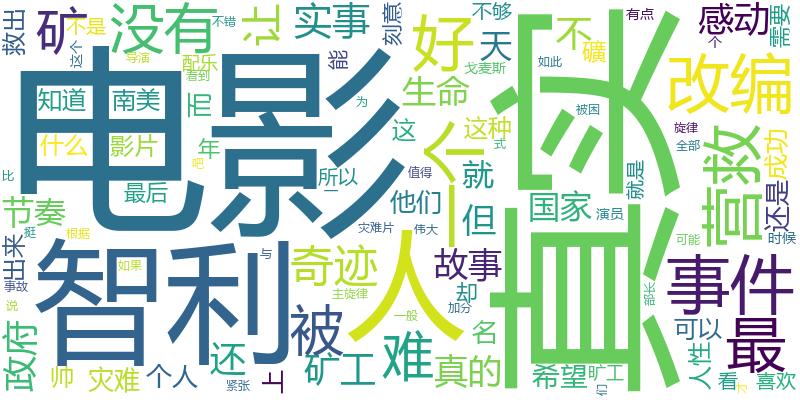 电影
真实
智利
人
一个
事件
最
改编
营救
好
没有
矿
让
实事
天
不
礦
感动
需要
救出
不是
这个
不错
导演
配乐
看到
能
刻意
不够
戈麦斯
有点
个
如此
被困
旋律
全部
知道
南美
而
生命
什么
影片
年
为
这
这种
式
比
吧
最后
所以
一
值得
就
就是
成功
还是
节奏
挺
根据
他们
但
国家
演员
灾难片
伟大
时候
可能
出来
事故
如果
与
奇迹
主旋律
故事
却
加分
部长
说
政府
帅
灾难
个人
还
紧张
上
被
矿工
一般
难
名
真的
希望
旷工
们
可以
人性
看
才
喜欢